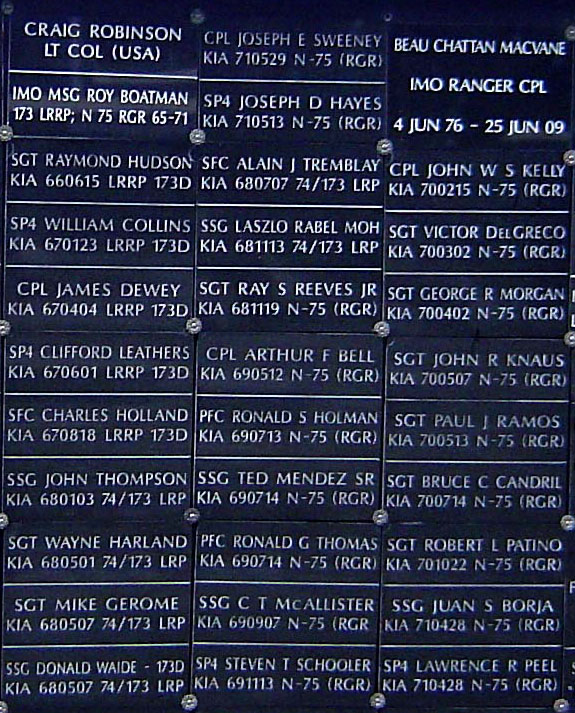 CRAIG ROBINSON
LT COL (USA)
IMO MSG ROY BOATMAN
173 LRRP; N 75 RGR 65-71
SGT RAYMOND HUDSON
KIA 660615 LRRP 173D
SP4 WILLIAM COLLINS
KIA 670123 LRRP 173D
CPL JAMES DEWEY
KIA 670404 LRRP 173D
SP4 CLIFFORD LEATHERS
KIA 670601 LRRP 173D
SFC CHARLES HOLLAND
KIA 670818 LRRP 173D
SSG JOHN THOMPSON
KIA 680103 74/173 LRP
SGT WAYNE HARLAND
KIA 680501 74/173 LRP
SGT MIKE GEROME
KIA 680507 74/173 LRP
SSG DONALD WAIDE - 173D
KIA 680507 74/173 LRP
CPL JOSEPH E SWEENEY
KIA 710529 N-75 (RGR)
SP4 JOSEPH D HAYES
KIA 710513 N-75 (RGR)
SFC ALAIN J TREMBLAY
KIA 680707 74/173 LRP
SSG LASZLO RABEL MOH
KIA 681113 74/173 LRP
SGT RAY S REEVES JR
KIA 681119 N-75 (RGR)
CPL ARTHUR F BELL
KIA 690512 N-75 (RGR)
PFC RONALD S HOLMAN
KIA 690713 N-75 (RGR)
SSG TED MENDEZ SR
KIA 690714 N-75 (RGR)
PFC RONALD G THOMAS
KIA 690714 N-75 (RGR)
SSG C T McALLISTER
KIA 690907 N-75 (RGR
SP4 STEVEN T SCHOOLER
KIA 691113 N-75 (RGR)
BEAU CHATTAN MACVANE
IMO RANGER CPL
4 JUN 76 - 25 JUN 09
CPL JOHN W S KELLY
KIA 700215 N-75 (RGR)
SGT VICTOR DELGRECO
KIA 700302 N-75 (RGR)
SGT GEORGE R MORGAN
KIA 700402 N-75 (RGR)
SGT JOHN R KNAUS
KIA 700507 N-75 (RGR)
SGT PAUL J RAMOS
KIA 700513 N-75 (RGR)
SGT BRUCE C CANDRIL
KIA 700714 N-75 (RGR)
SGT ROBERT L PATINO
KIA 701022 N-75 (RGR)
SSG JUAN S BORJA
KIA 710428 N-75 (RGR)
SP4 LAWRENCE R PEEL
KIA 710428 N-75 (RGR)